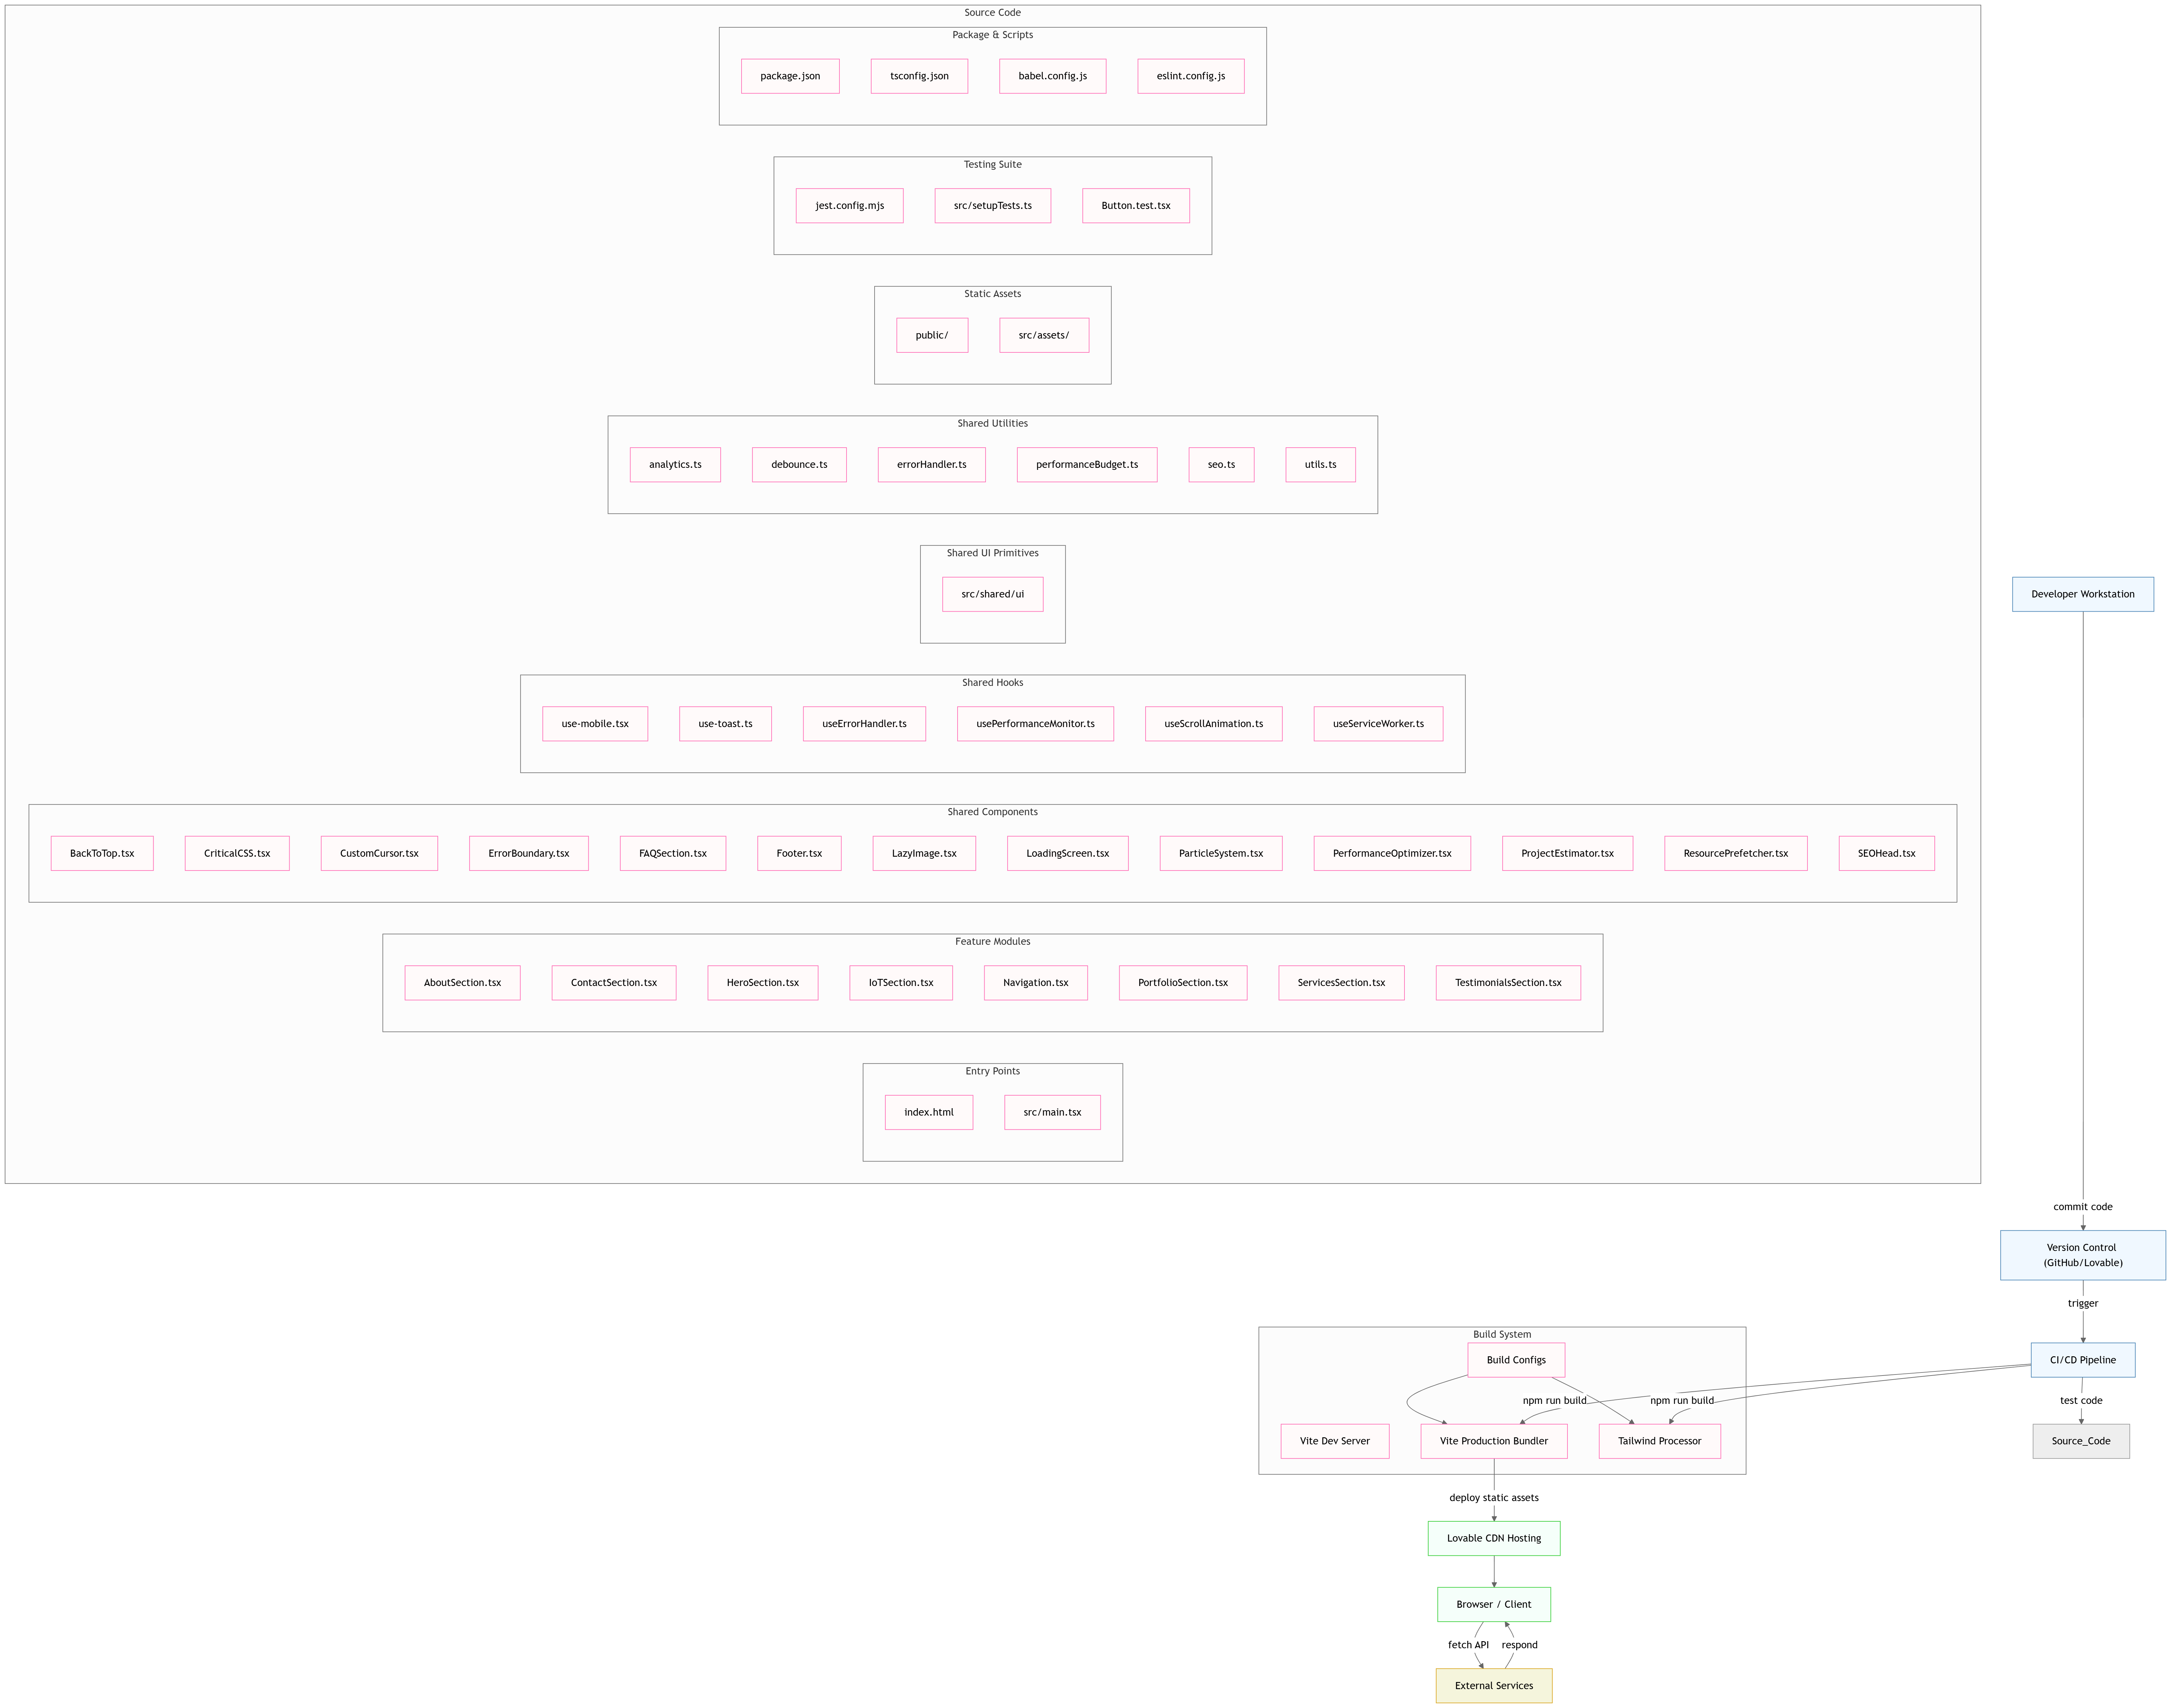 Source Code
Package & Scripts
package.json
tsconfig.json
babel.config.js
eslint.config.js
Testing Suite
jest.config.mjs
src/setupTests.ts
Button.test.tsx
Static Assets
public/
src/assets/
Shared Utilities
analytics.ts
debounce.ts
errorHandler.ts
performanceBudget.ts
seo.ts
utils.ts
Shared UI Primitives
src/shared/ui
Developer Workstation
Shared Hooks
use-mobile.tsx
use-toast.ts
useErrorHandler.ts
usePerformanceMonitor.ts
useScrollAnimation.ts
useServiceWorker.ts
Shared Components
BackToTop.tsx
CriticalCSS.tsx
CustomCursor.tsx
ErrorBoundary.tsx
FAQSection.tsx
Footer.tsx
LazyImage.tsx
LoadingScreen.tsx
ParticleSystem.tsx
PerformanceOptimizer.tsx
ProjectEstimator.tsx
ResourcePrefetcher.tsx
SEOHead.tsx
Feature Modules
AboutSection.tsx
ContactSection.tsx
HeroSection.tsx
IoTSection.tsx
Navigation.tsx
PortfolioSection.tsx
ServicesSection.tsx
TestimonialsSection.tsx
Entry Points
index.html
src/main.tsx
commit code
Version Control
(GitHub/Lovable)
trigger
Build System
Build Configs
CI/CD Pipeline
npm run build
npm run build
test code
Vite Dev Server
Vite Production Bundler
Tailwind Processor
Source_Code
deploy static assets
Lovable CDN Hosting
Browser / Client
fetch API
respond
External Services